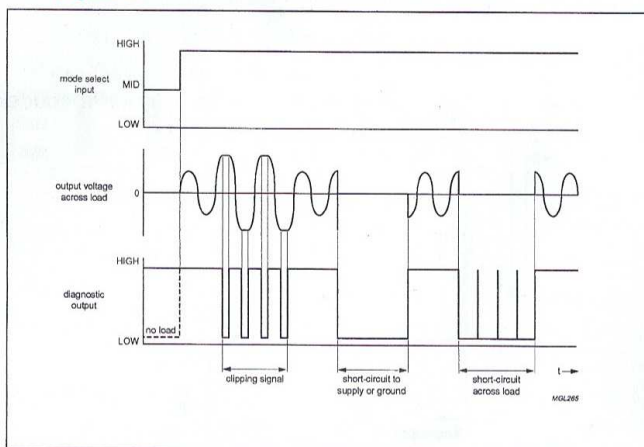 HIGH
mode select
input
MID
LOW
output voltage
across load
0
HIGH
diagnostic
output
no load
LOW
clipping signal
short-circuit to
supply or ground
short-circuit
across load
t
MGL265